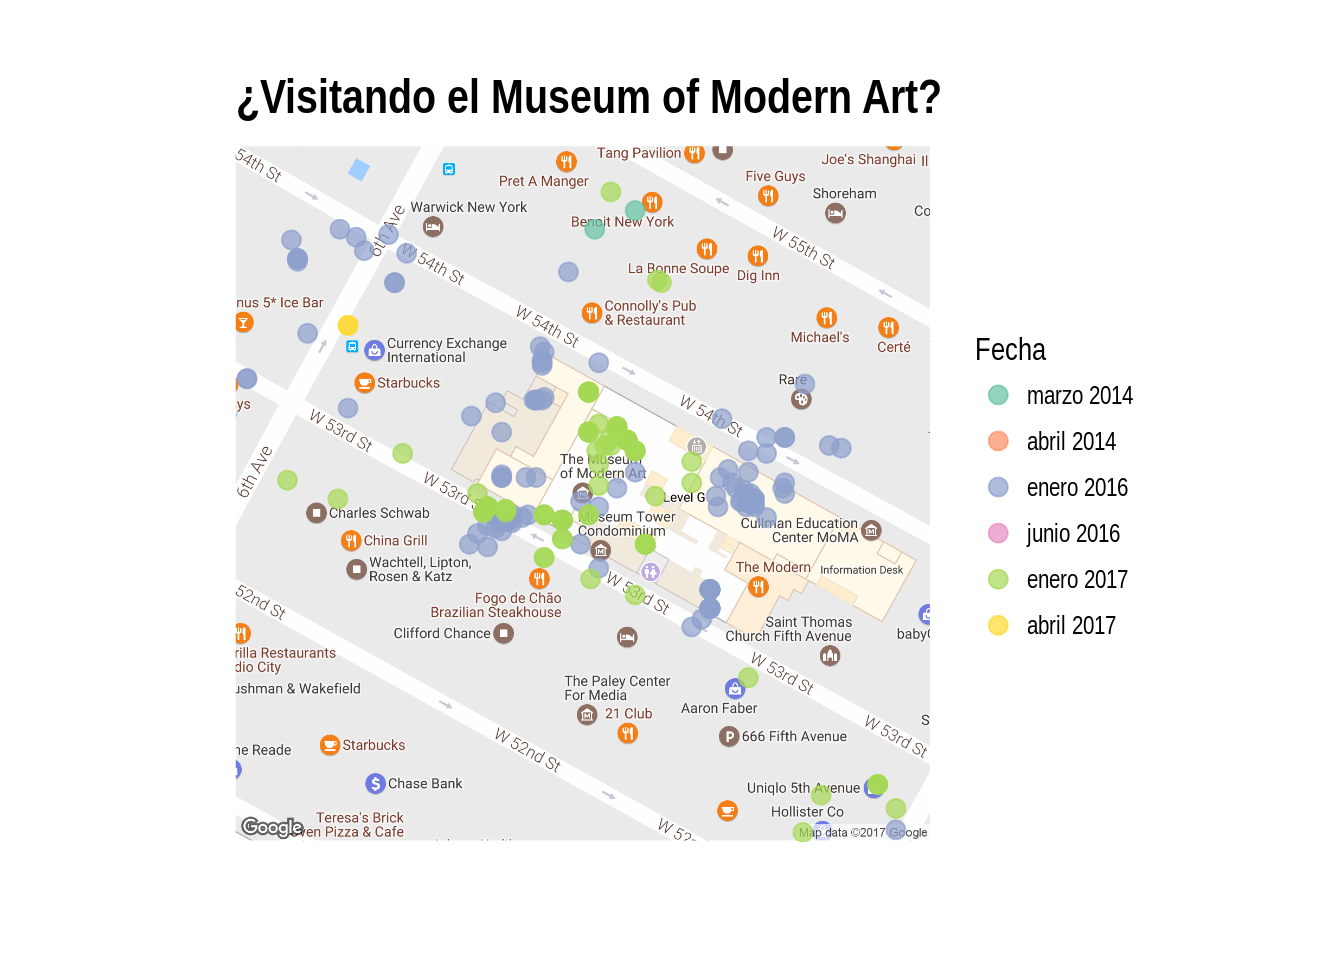 ¿Visitando el Museum of Modern Art?
54th St
Tang Pavilion
Joe's Shanghai
Pret A Manger
Five Guys
Shoreham
Warwick New York
Benoit New York
6th Ave
W 54th St
W 55th St
La Bonne Soupe
Dig Inn
nus 5* Ice Bar
Connolly's Pub
& Restaurant
W 54th St
Michael's
Certé
Currency Exchange
International
Starbucks
Rare
ys
W 53rd St
W 54th St
The Museum
of Modern Art
6th Ave
W 53rd S
Level G
Charles Schwab
Museum Tower
Condominium
Cullman Education
Center MoMA
China Grill
Wachtell, Lipton,
Rosen & Katz
The Modern
Information Desk
W 53rd St
52nd St
Fogo de Chão
Brazilian Steakhouse
Clifford Chance
Saint Thomas
Church Fifth Avenue
baby
rilla Restaurants
dio City
W 53rd St
ushman & Wakefield
The Paley Center
For Media
21 Club
Aaron Faber
W 53rd St
666 Fifth Avenue
ne Reade
Starbucks
W 52nd St
Chase Bank
Uniqlo 5th Avenue
Hollister Co
Teresa's Brick
ven Pizza & Cafe
W 52
Google
Map data ©2017 Google
Fecha
marzo 2014
abril 2014
enero 2016
junio 2016
enero 2017
abril 2017